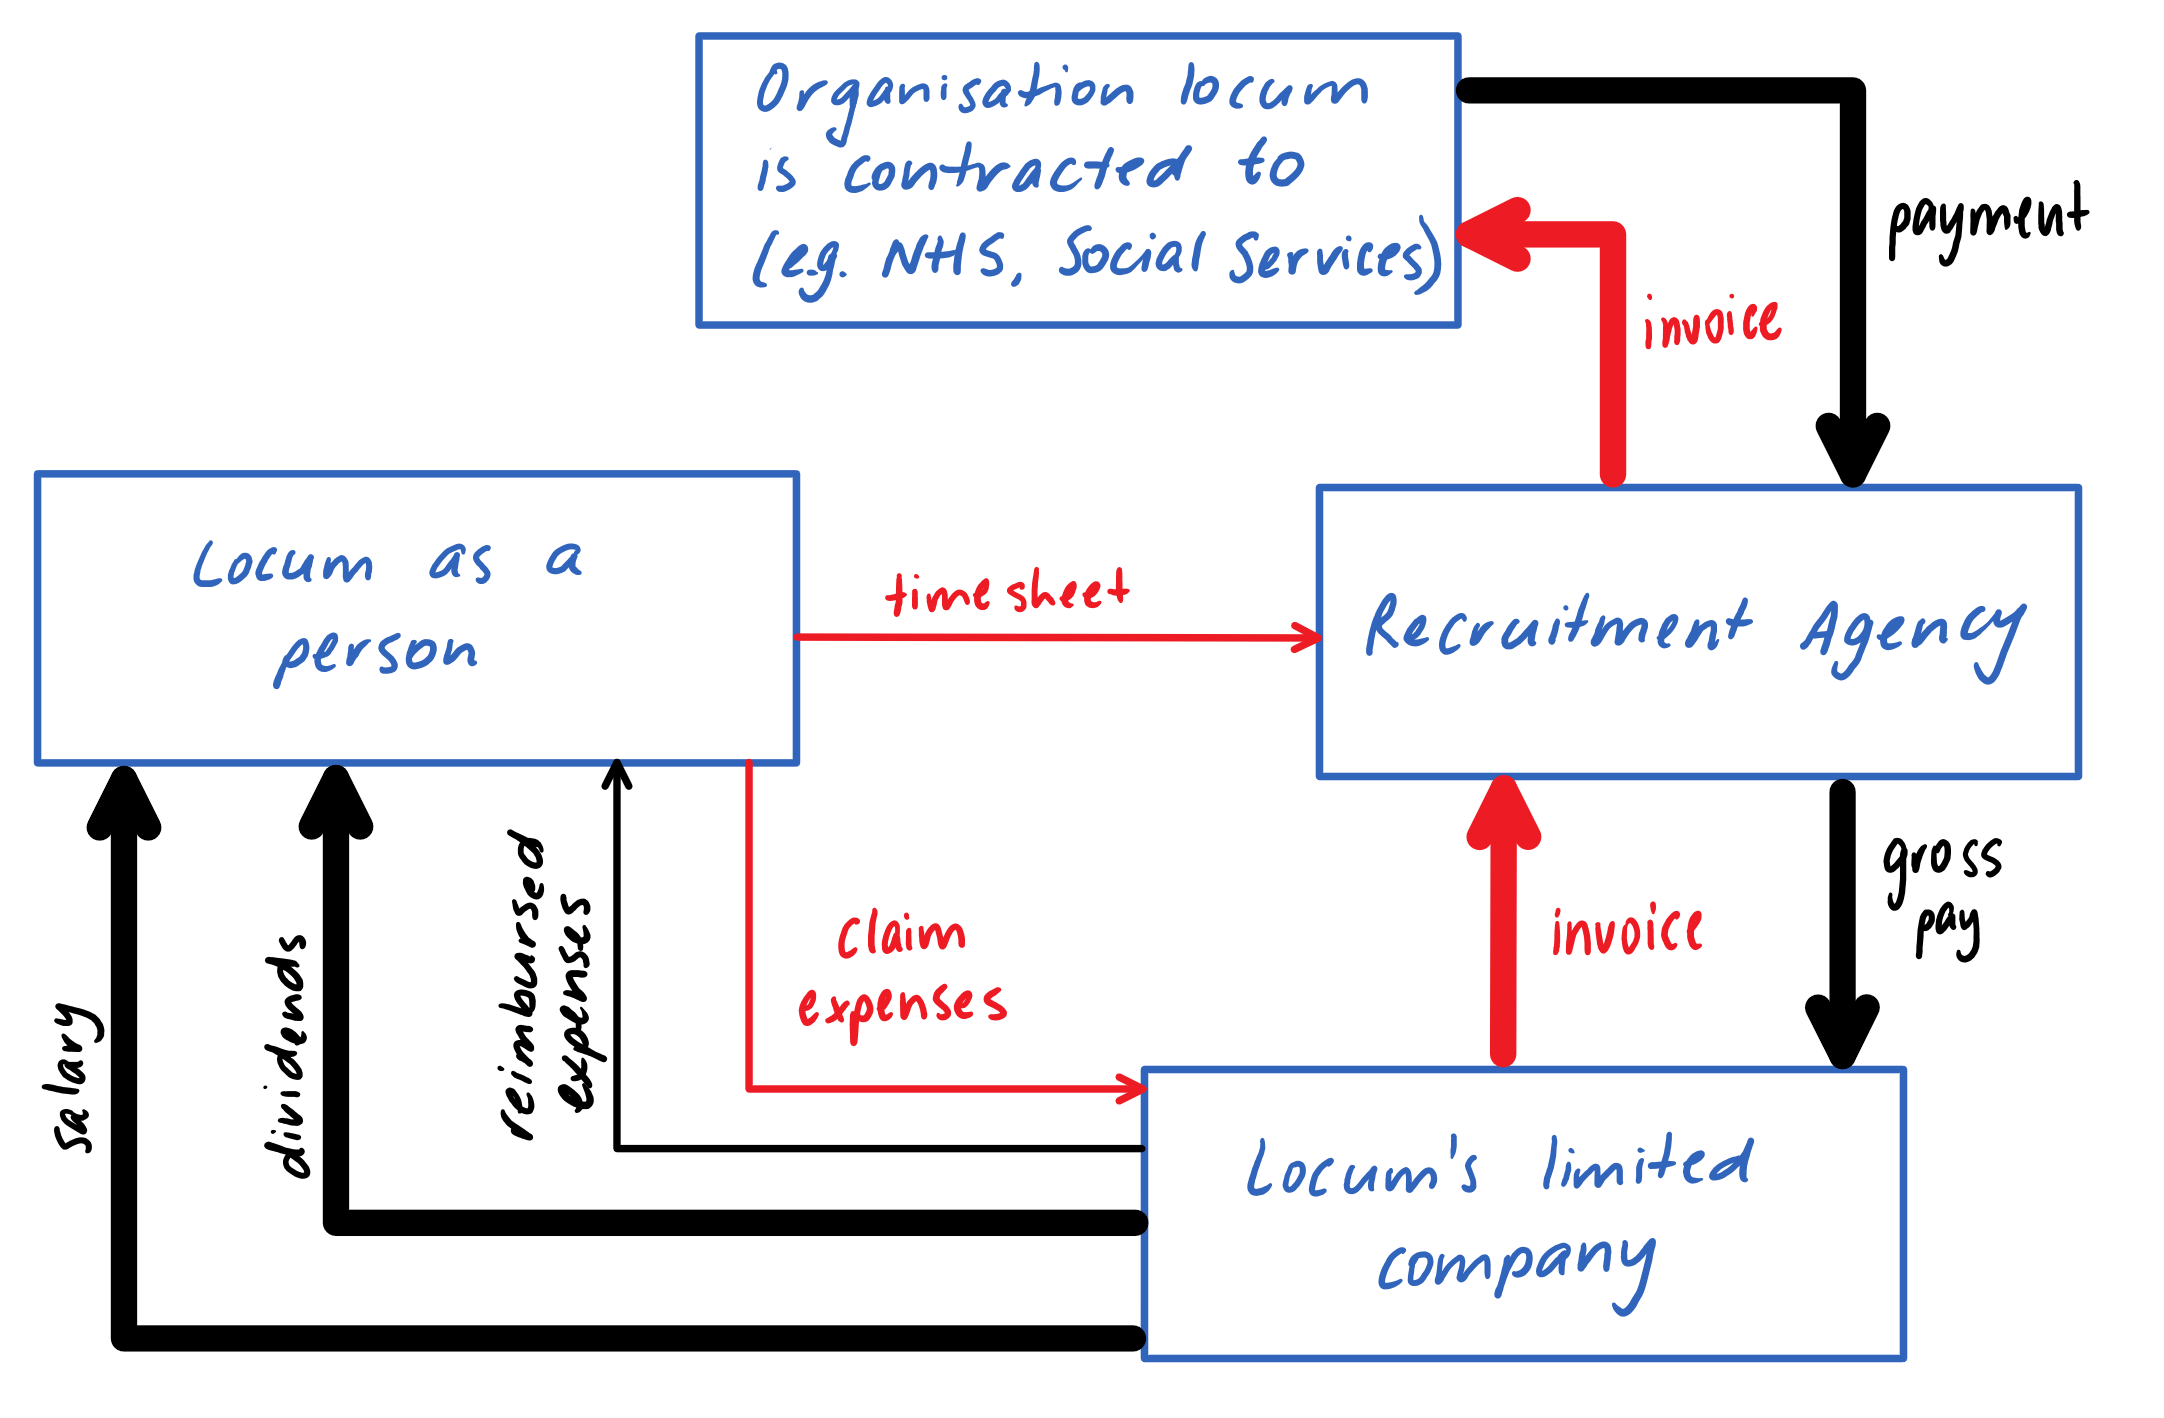 Organisation locum
is contracted to
(e.g. NHS, Social Services)
payment
invoice
Locum as a
person
timesheet
Recruitment Agency
salary
dividends
reimbursed
expenses
claim
expenses
invoice
gross
pay
Locum's limited
company